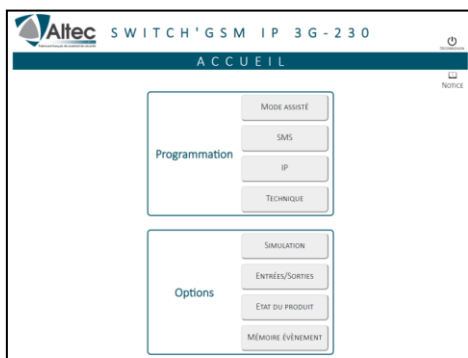 Altec SWITCH'GSM IP 3G-230
ACCUEIL
NOTICE
Programmation
MODE ASSISTÉ
SMS
IP
TECHNIQUE
Options
SIMULATION
ENTRÉES/SORTIES
ETAT DU PRODUIT
MÉMOIRE ÉVÈNEMENT